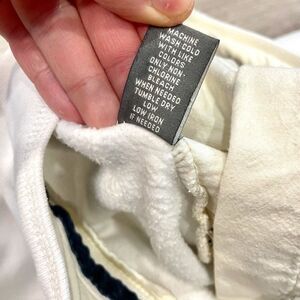 MACHINE
WASH COLD
WITH LIKE
COLORS
ONLY NON-
CHLORINE
BLEACH
WHEN NEEDED
TUMBLE DRY
LOW
LOW IRON
IF NEEDED